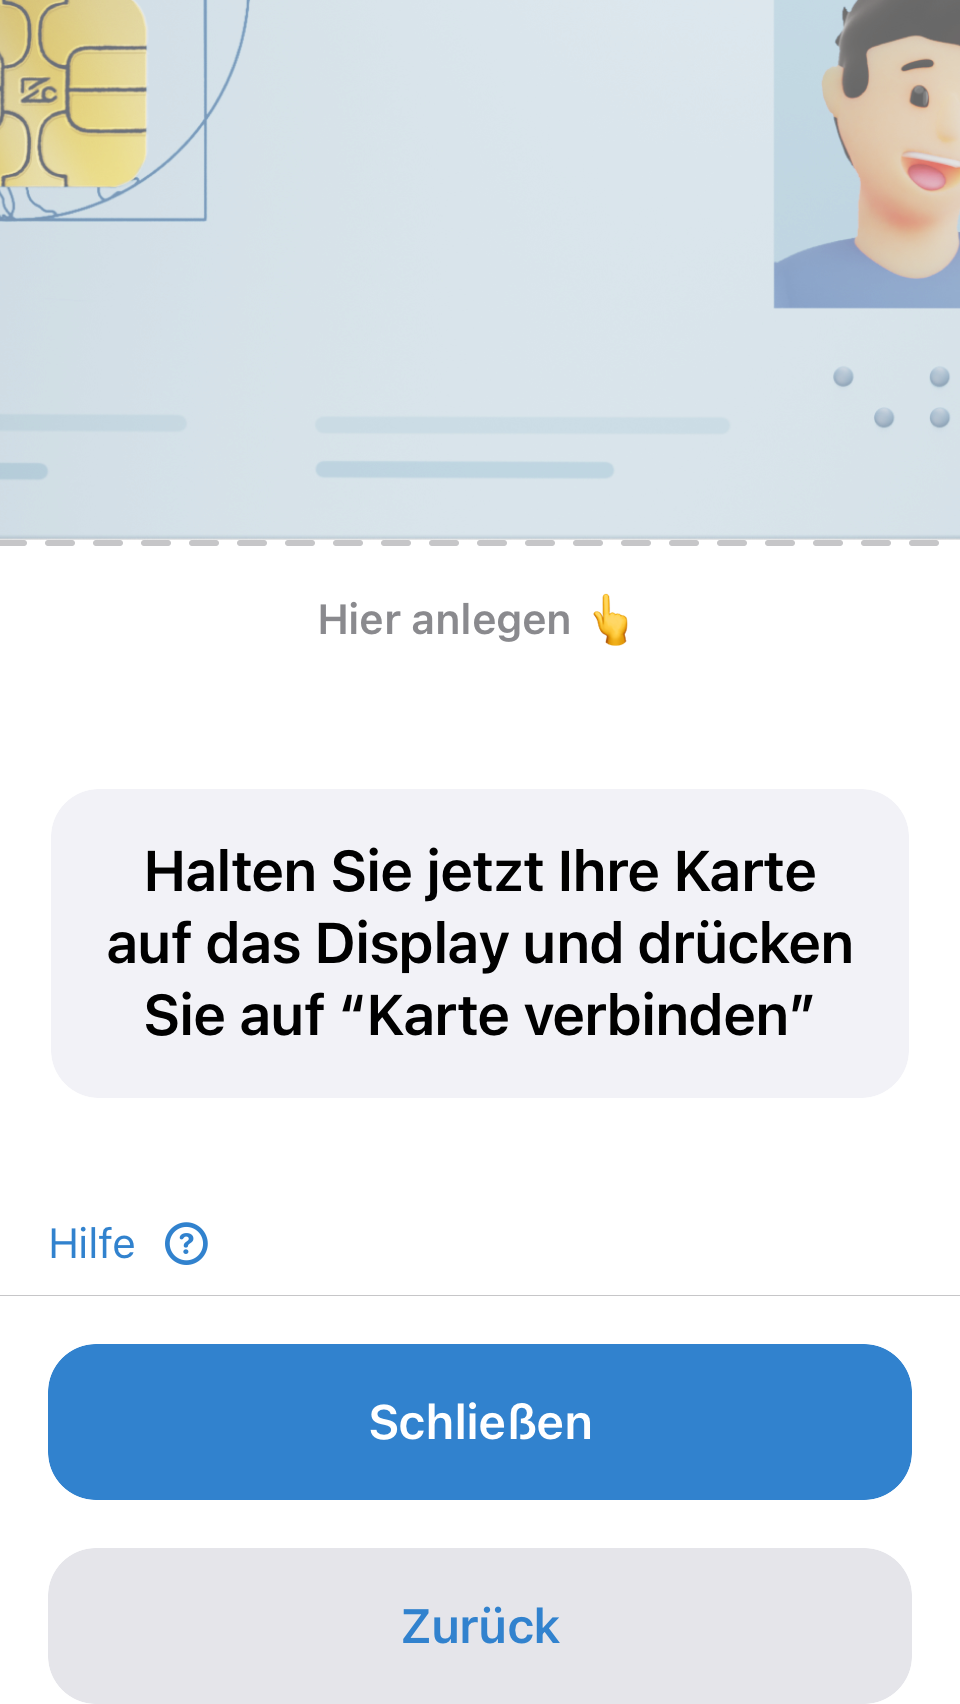 Hier anlegen 👆
Halten Sie jetzt Ihre Karte
auf das Display und drücken
Sie auf “Karte verbinden”
Hilfe ?
Schließen
Zurück